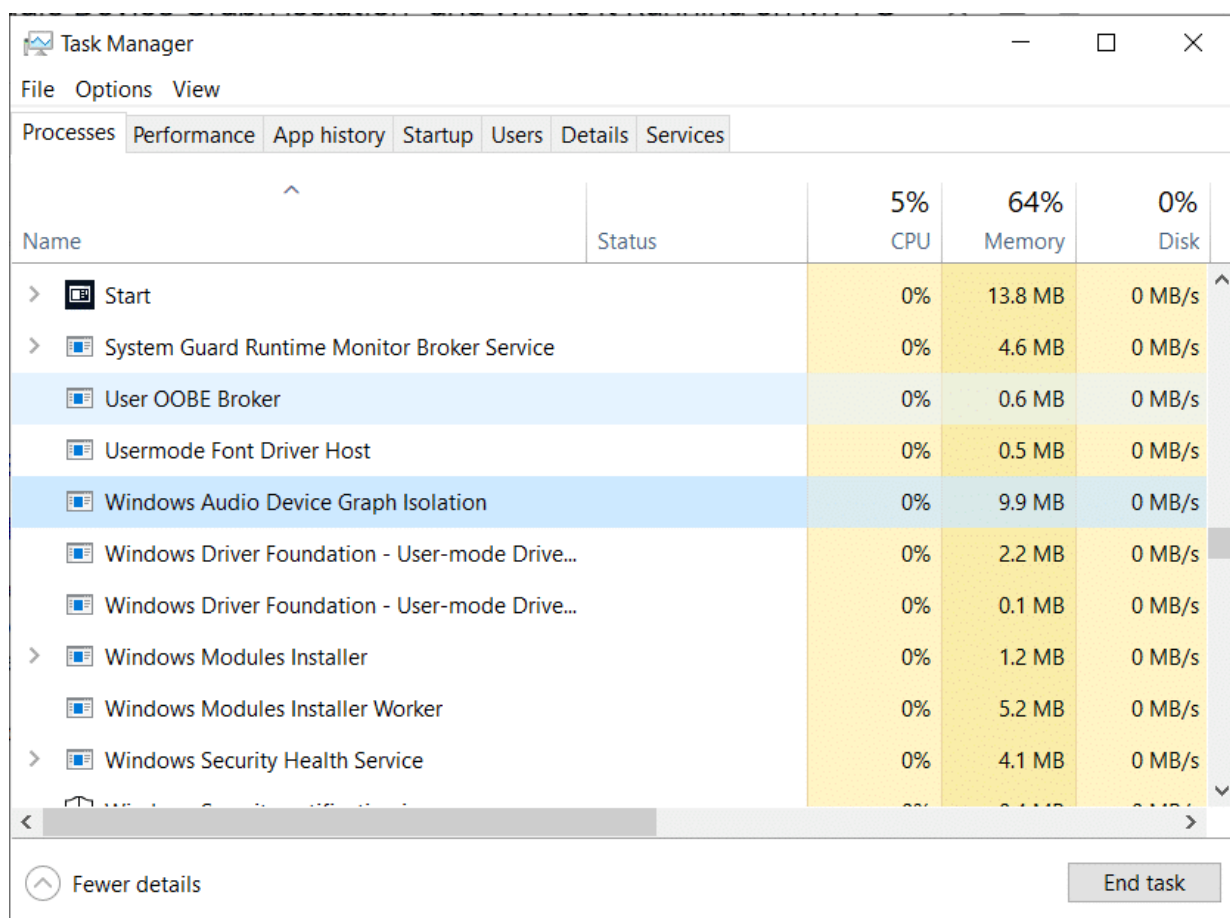 Task Manager
File Options View
Processes Performance App history Startup Users Details Services
5% 64% 0%
Name Status CPU Memory Disk
Start 0% 13.8 MB 0 MB/s
System Guard Runtime Monitor Broker Service 0% 4.6 MB 0 MB/s
User OOBE Broker 0% 0.6 MB 0 MB/s
Usermode Font Driver Host 0% 0.5 MB 0 MB/s
Windows Audio Device Graph Isolation 0% 9.9 MB 0 MB/s
Windows Driver Foundation - User-mode Drive... 0% 2.2 MB 0 MB/s
Windows Driver Foundation - User-mode Drive... 0% 0.1 MB 0 MB/s
Windows Modules Installer 0% 1.2 MB 0 MB/s
Windows Modules Installer Worker 0% 5.2 MB 0 MB/s
Windows Security Health Service 0% 4.1 MB 0 MB/s
Fewer details End task